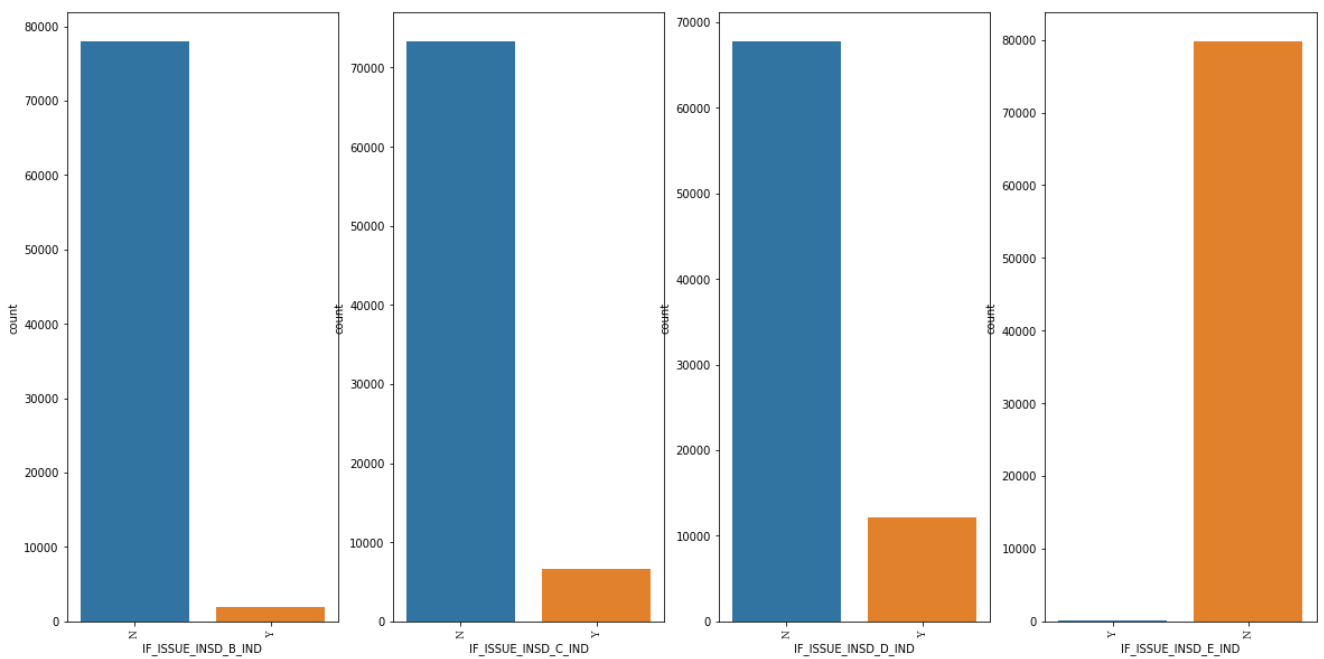 80000
70000
60000
50000
40000
30000
20000
10000
0
count
N
Y
IF_ISSUE_INSD_B_IND
70000
60000
50000
40000
30000
20000
10000
0
count
N
Y
IF_ISSUE_INSD_C_IND
70000
60000
50000
40000
30000
20000
10000
0
count
N
Y
IF_ISSUE_INSD_D_IND
80000
70000
60000
50000
40000
30000
20000
10000
0
count
Y
N
IF_ISSUE_INSD_E_IND